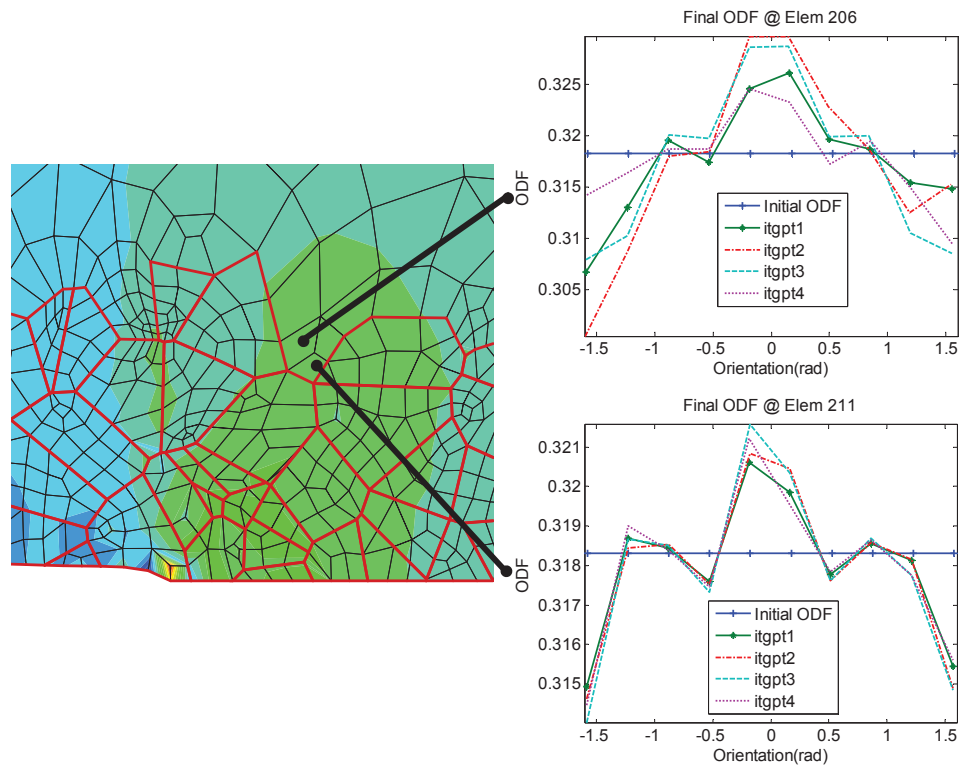 Final ODF @ Elem 206
ODF
0.325
0.32
0.315
0.31
0.305
Initial ODF
itgpt1
itgpt2
itgpt3
itgpt4
-1.5 -1 -0.5 0 0.5 1 1.5
Orientation(rad)
Final ODF @ Elem 211
ODF
0.321
0.32
0.319
0.318
0.317
0.316
0.315
Initial ODF
itgpt1
itgpt2
itgpt3
itgpt4
-1.5 -1 -0.5 0 0.5 1 1.5
Orientation(rad)